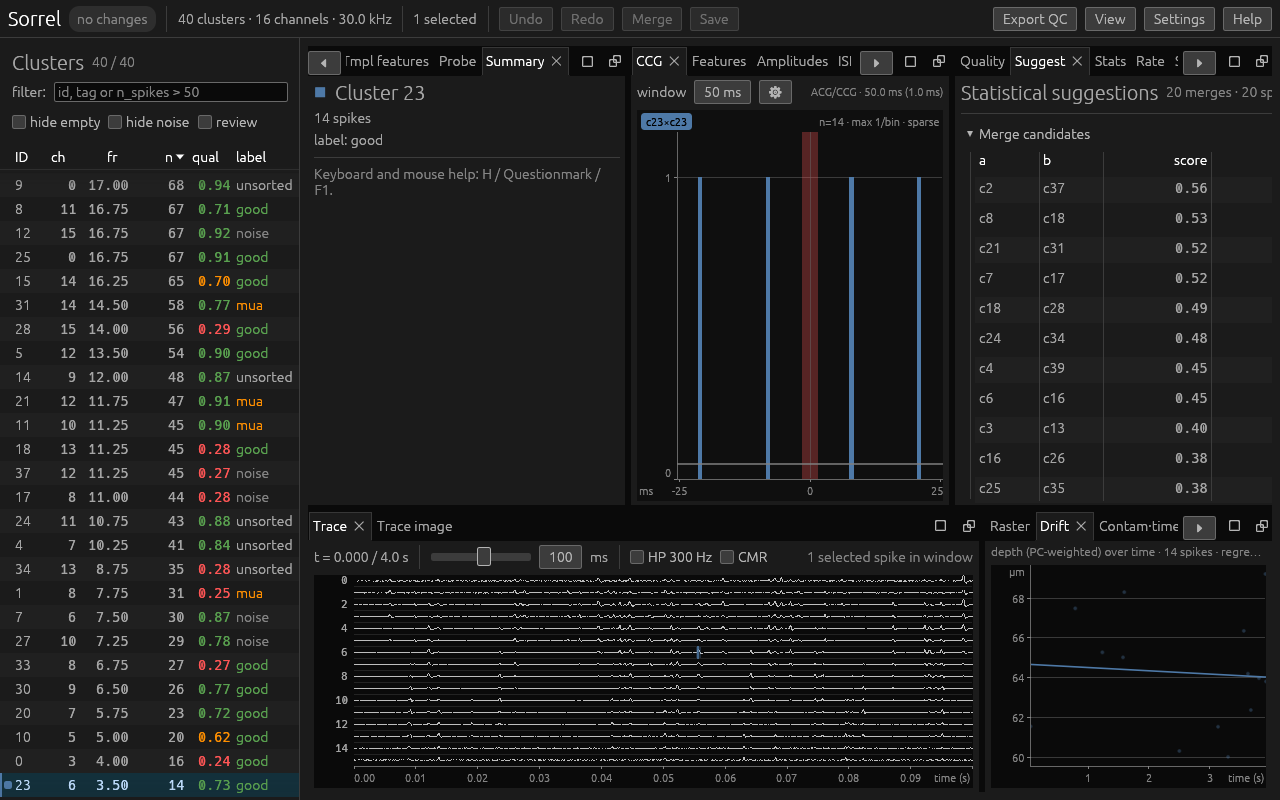 Sorrel no changes 40 clusters · 16 channels · 30.0 kHz 1 selected Undo Redo Merge Save Export QC View Settings Help
Clusters 40 / 40
filter: id, tag or n_spikes > 50
hide empty hide noise review
ID ch fr n qual label
9 0 17.00 68 0.94 unsorted
8 11 16.75 67 0.71 good
12 15 16.75 67 0.92 noise
25 0 16.75 67 0.91 good
15 14 16.25 65 0.70 good
31 14 14.50 58 0.77 mua
28 15 14.00 56 0.29 good
5 12 13.50 54 0.90 good
14 9 12.00 48 0.87 unsorted
21 12 11.75 47 0.91 mua
11 10 11.25 45 0.90 mua
18 13 11.25 45 0.28 good
37 12 11.25 45 0.27 noise
17 8 11.00 44 0.28 noise
24 11 10.75 43 0.88 unsorted
4 7 10.25 41 0.84 unsorted
34 13 8.75 35 0.28 unsorted
1 8 7.75 31 0.25 mua
7 6 7.50 30 0.87 noise
27 10 7.25 29 0.78 noise
33 8 6.75 27 0.27 good
30 9 6.50 26 0.77 good
20 7 5.75 23 0.72 good
10 5 5.00 20 0.62 good
0 3 4.00 16 0.24 good
23 6 3.50 14 0.73 good
Tmpl features Probe Summary
Cluster 23
14 spikes
label: good
Keyboard and mouse help: H / Questionmark /
F1.
CCG Features Amplitudes ISI
window 50 ms ACG/CCG · 50.0 ms (1.0 ms)
c23×c23 n=14 · max 1/bin · sparse
1
0
ms -25 0 25
Quality Suggest Stats Rate
Statistical suggestions 20 merges · 20 sp
Merge candidates
a b score
c2 c37 0.56
c8 c18 0.53
c21 c31 0.52
c7 c17 0.52
c18 c28 0.49
c24 c34 0.48
c4 c39 0.45
c6 c16 0.45
c3 c13 0.40
c16 c26 0.38
c25 c35 0.38
Trace Trace image
t = 0.000 / 4.0 s 100 ms HP 300 Hz CMR 1 selected spike in window
0
2
4
6
8
10
12
14
0.00 0.01 0.02 0.03 0.04 0.05 0.06 0.07 0.08 0.09 time (s)
Raster Drift Contam·time
depth (PC-weighted) over time · 14 spikes · regre…
µm
68
66
64
62
60
1 2 3 time (s)